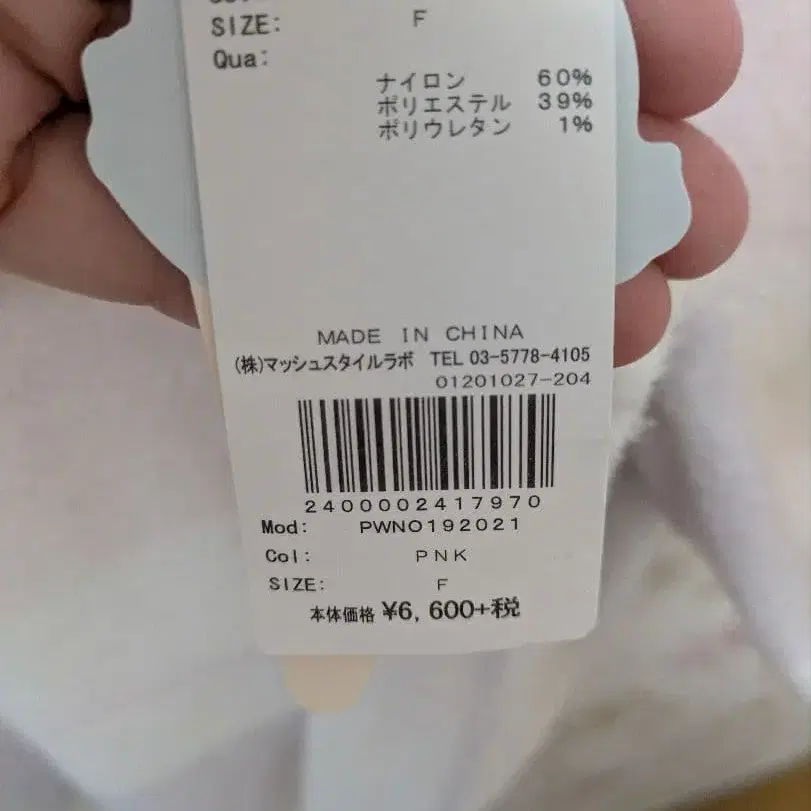 SIZE: F
Qua:
ナイロン 60%
ポリエステル 39%
ポリウレタン 1%
MADE IN CHINA
(株)マッシュスタイルラボ TEL 03-5778-4105
01201027-204
2400002417970
Mod: PWNO192021
Col: PNK
SIZE: F
本体価格 ¥6,600+税